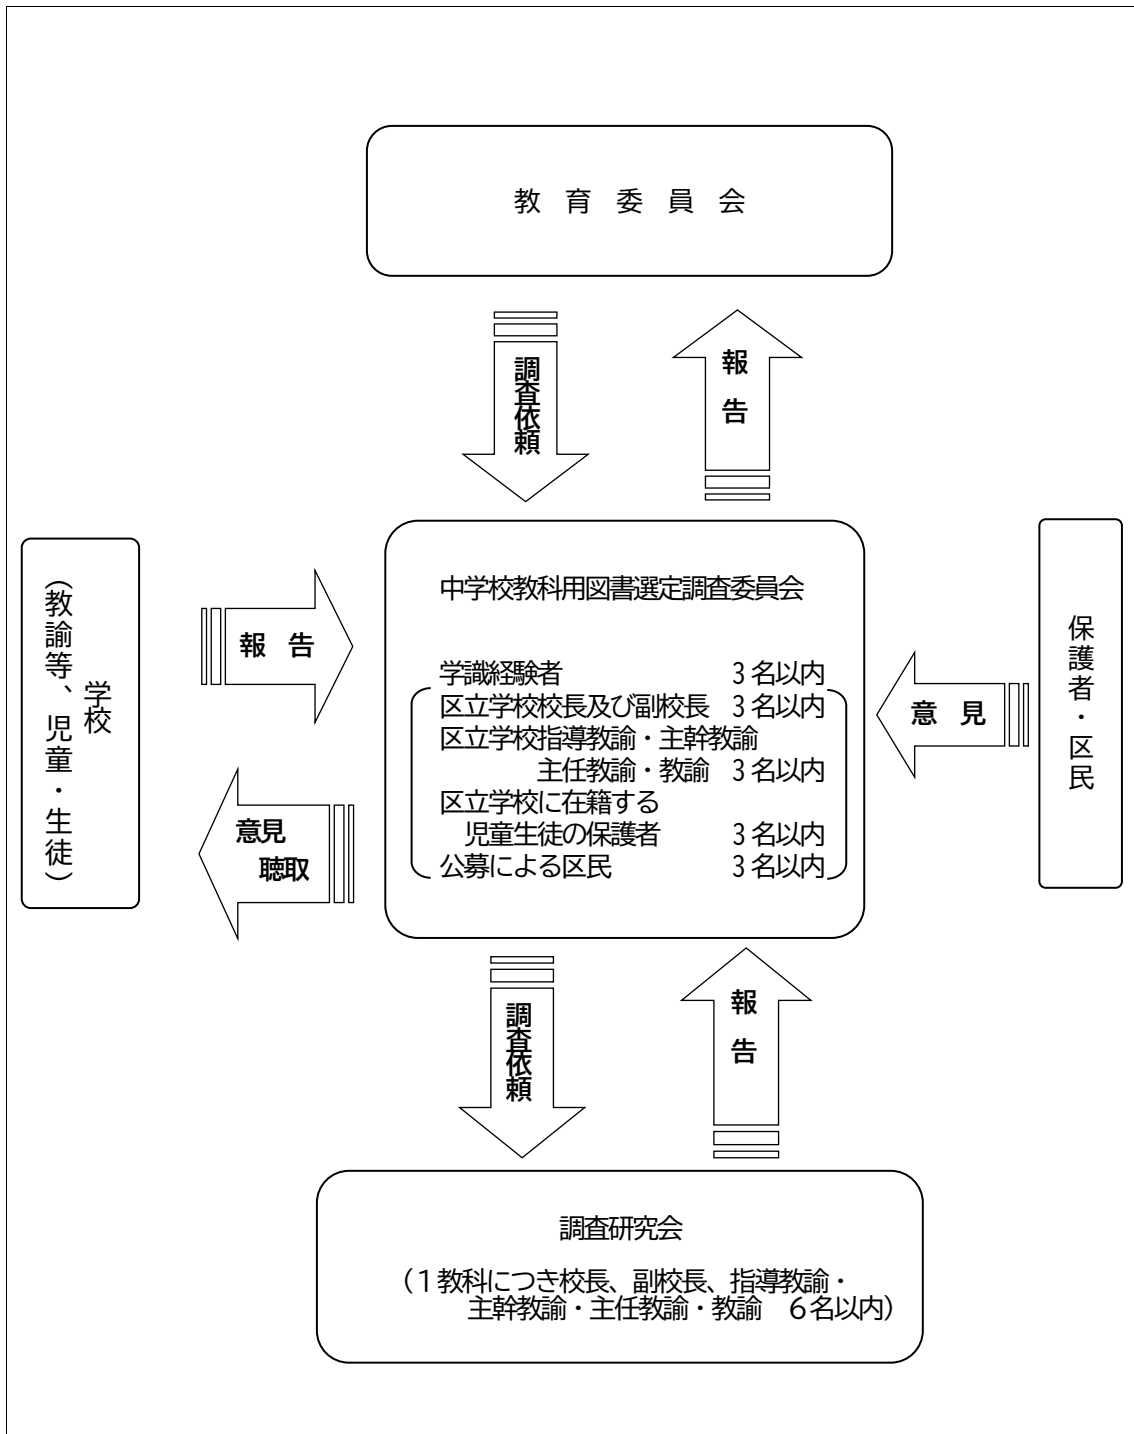 教　育　委　員　会
調査依頼
報
告
学校
（教諭等、児童・生徒）
報　告
意見
聴取
中学校教科用図書選定調査委員会
学識経験者　3名以内
区立学校校長及び副校長　3名以内
区立学校指導教諭・主幹教諭
主任教諭・教諭　3名以内
区立学校に在籍する
児童生徒の保護者　3名以内
公募による区民　3名以内
意　見
保護者・区民
調査依頼
報
告
調査研究会
（１教科につき校長、副校長、指導教諭・
主幹教諭・主任教諭・教諭　６名以内）